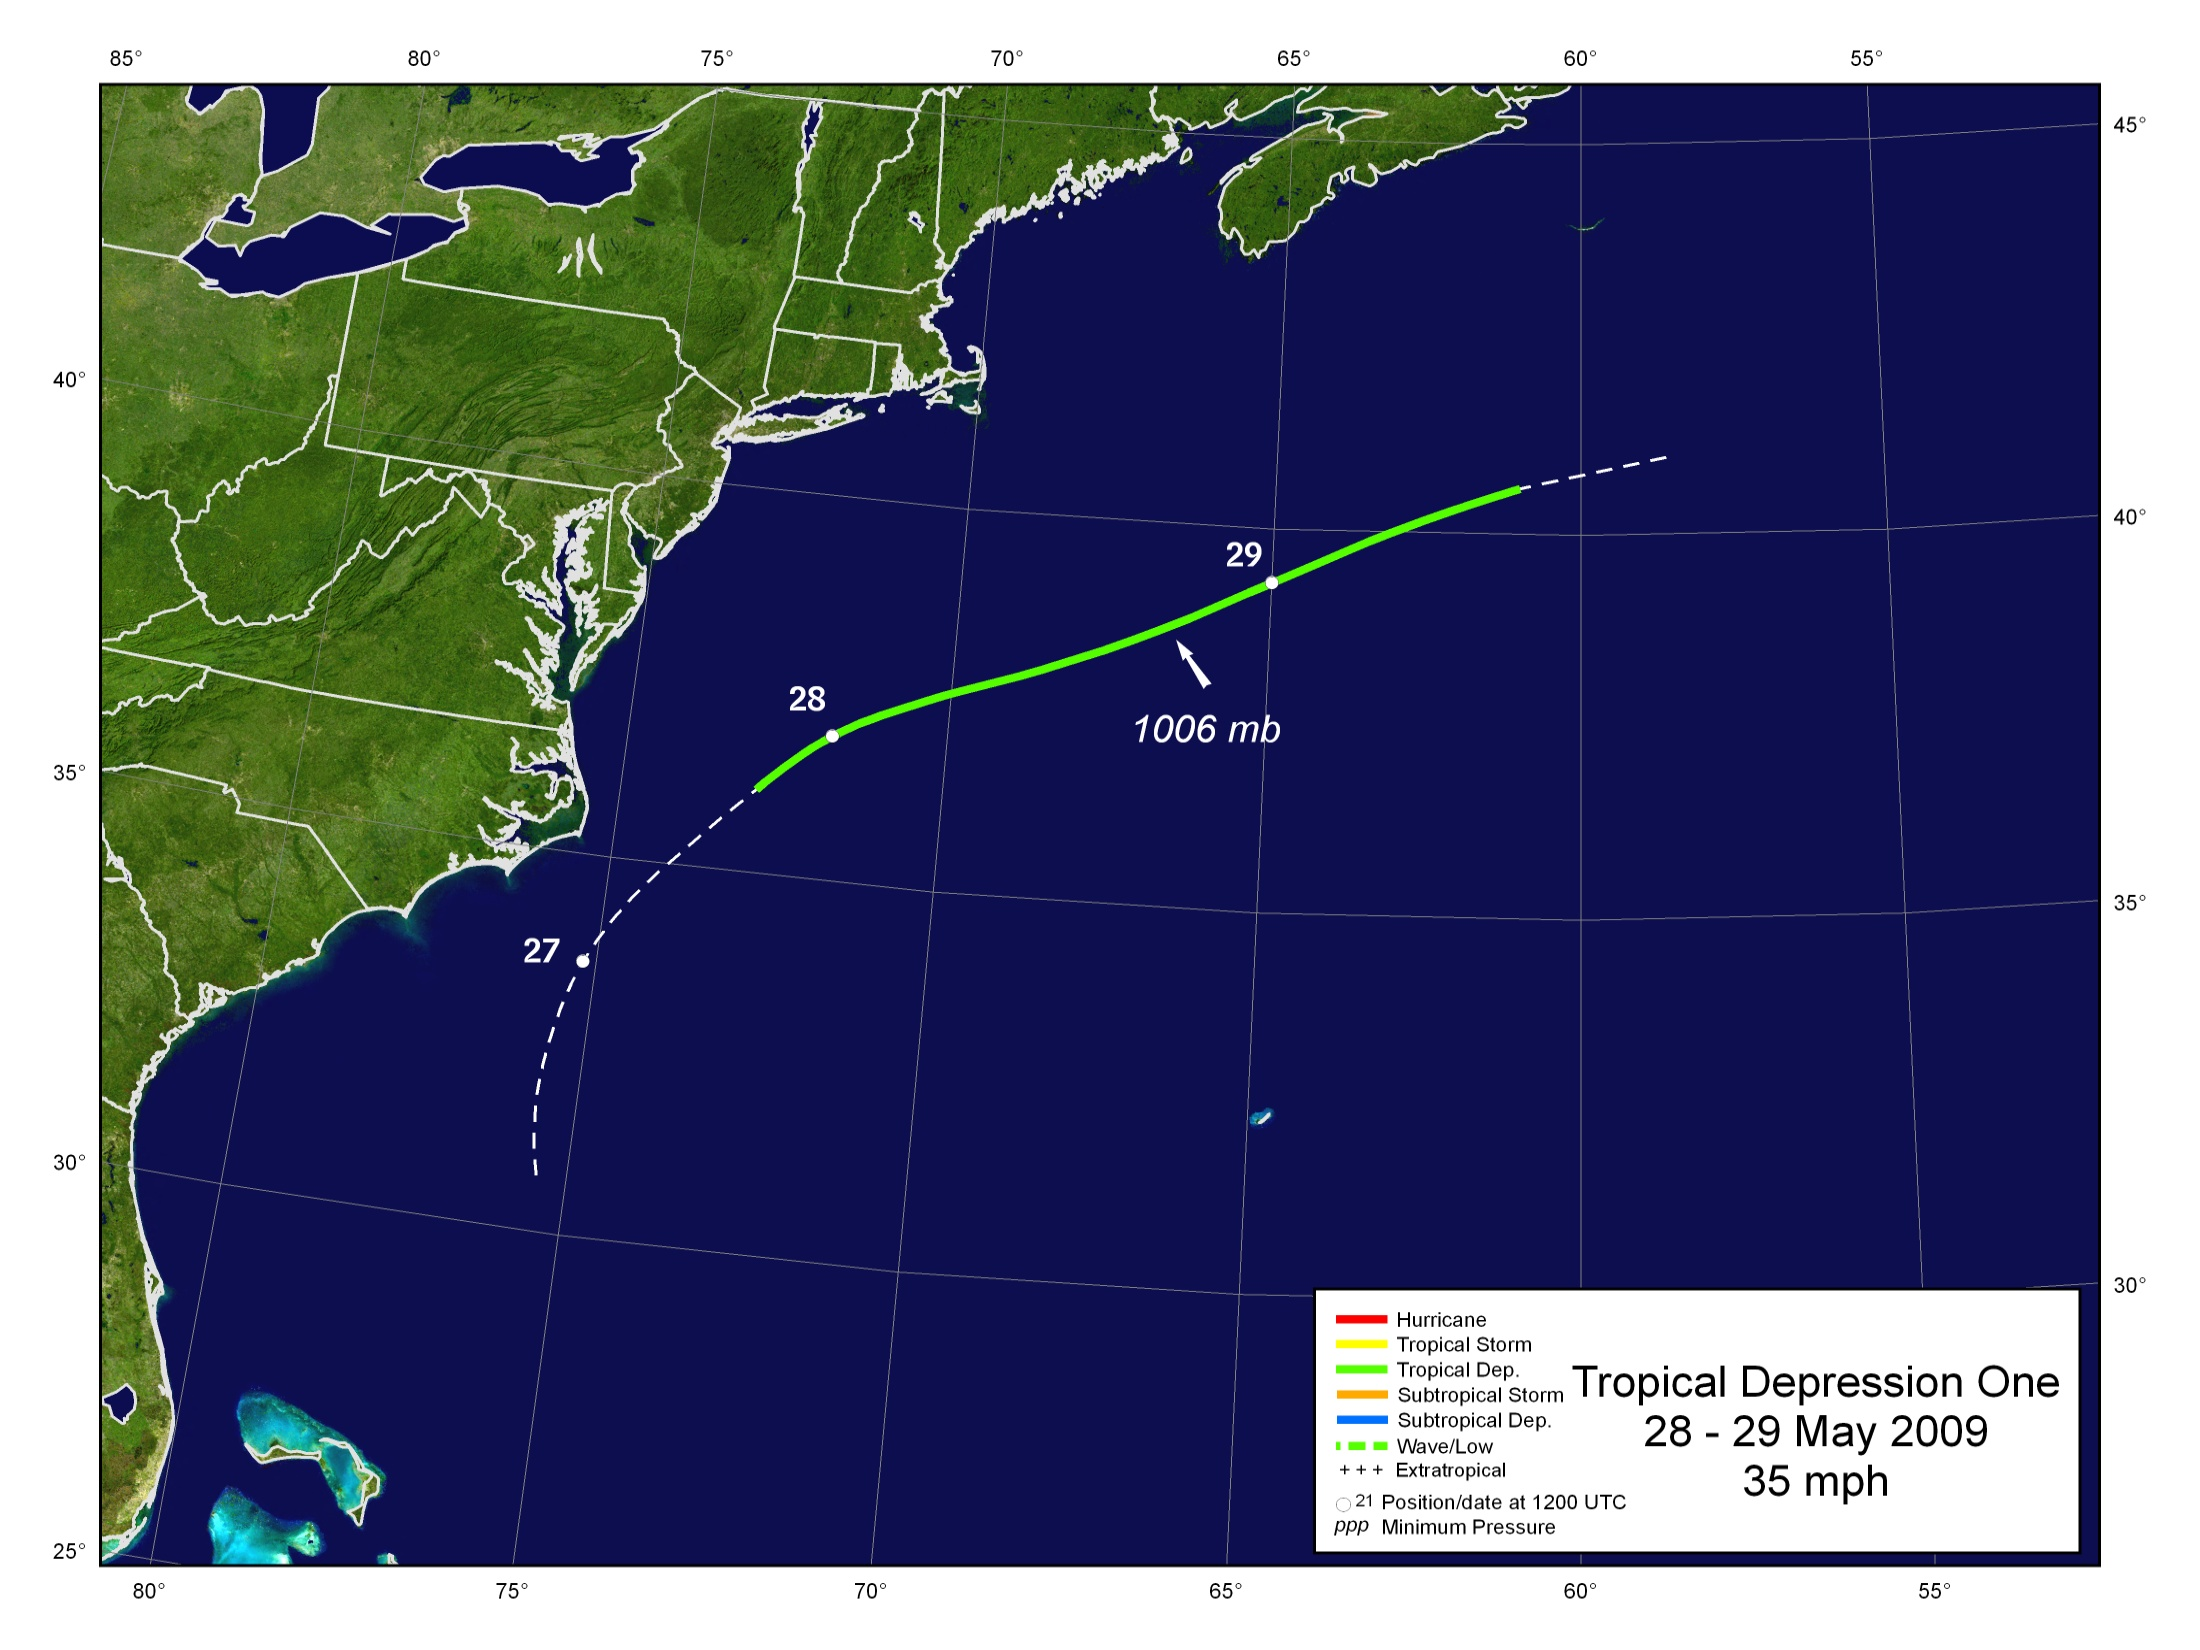 85° 80° 75° 70° 65° 60° 55°
45°
40°
40°
29
28
1006 mb
35°
35°
27
30°
30°
Hurricane
Tropical Storm
Tropical Dep.
Subtropical Storm
Subtropical Dep.
Wave/Low
+ + + Extratropical
21 Position/date at 1200 UTC
ppp Minimum Pressure
Tropical Depression One
28 - 29 May 2009
35 mph
25°
80° 75° 70° 65° 60° 55°